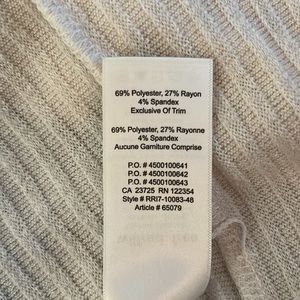 69% Polyester, 27% Rayon
4% Spandex
Exclusive Of Trim
69% Polyester, 27% Rayonne
4% Spandex
Aucune Garniture Comprise
P.O. # 4500100641
P.O. # 4500100642
P.O. # 4500100643
CA 23725 RN 122354
Style # RRI7-10083-48
Article # 65079